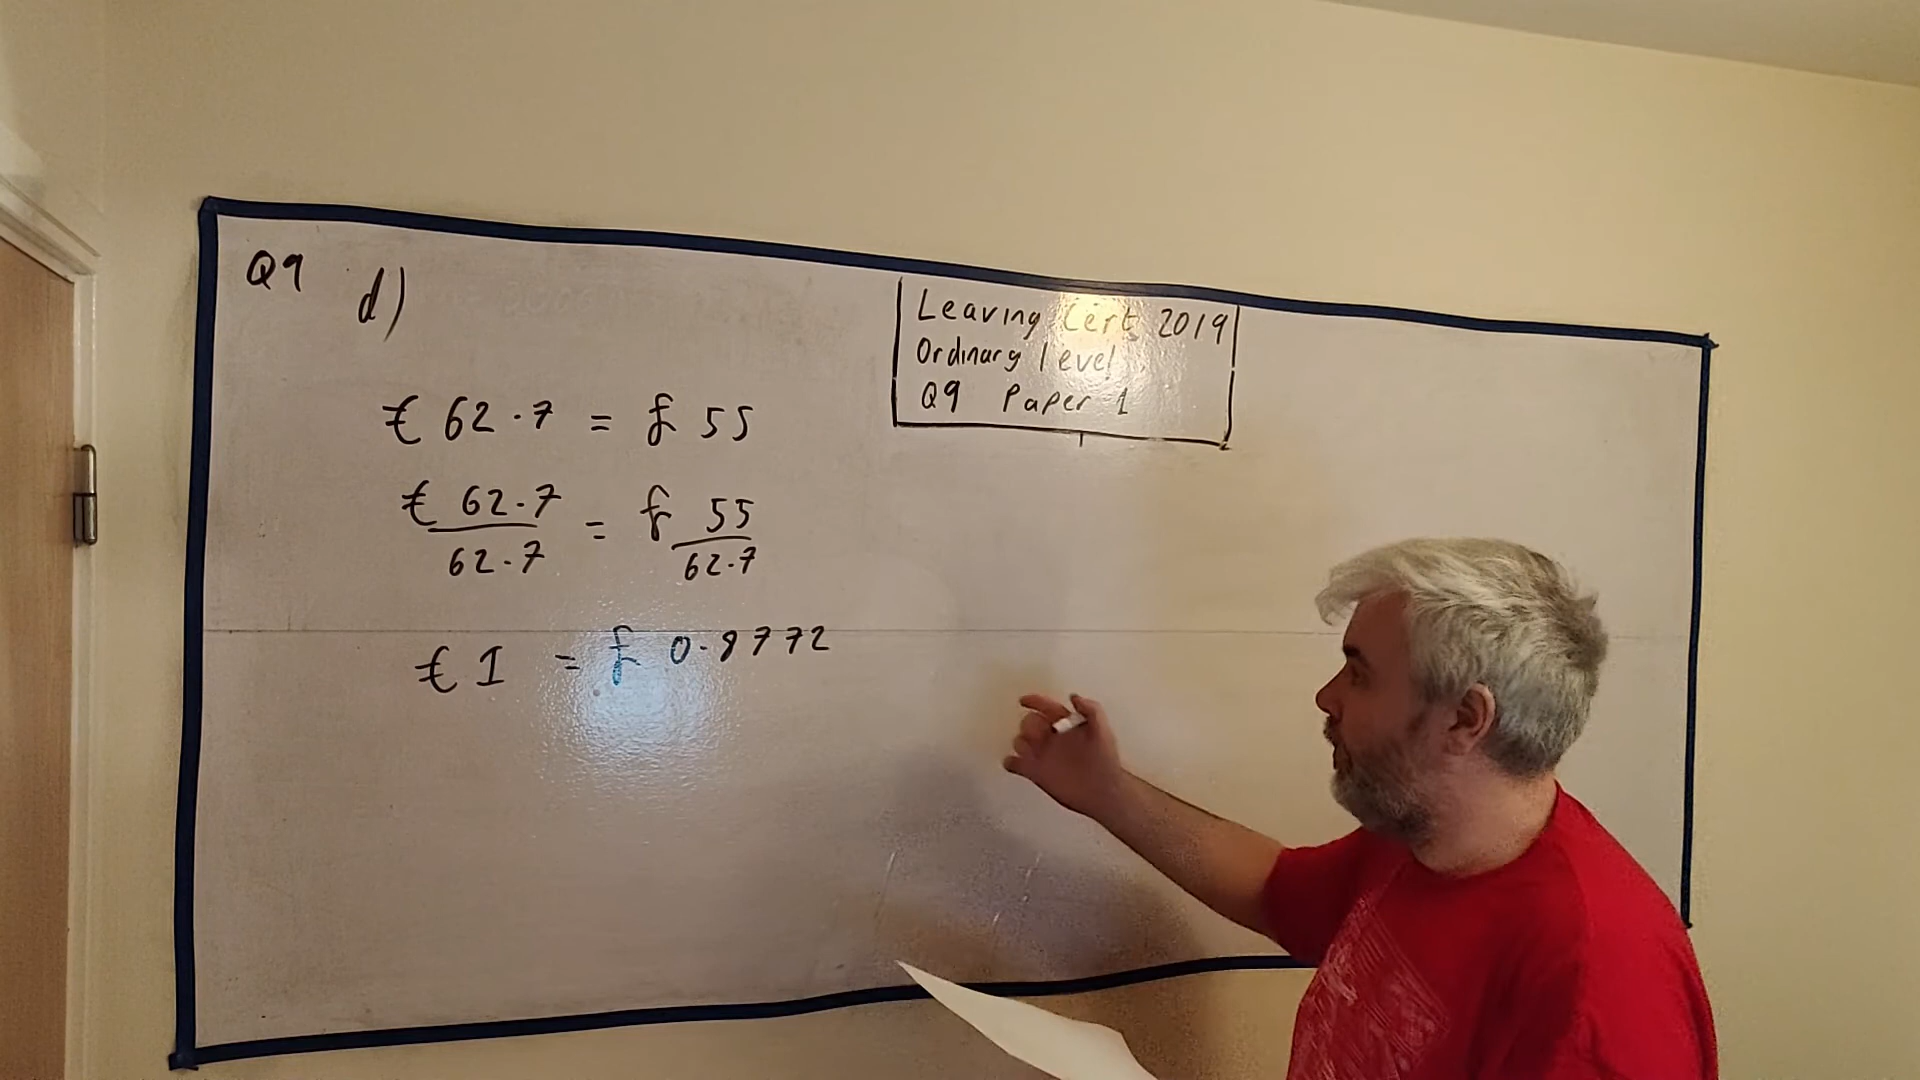 Q9 d)
Leaving Cert 2019
Ordinary level
Q9 Paper 1
€ 62.7 = £ 55
€ 62.7 = £ 55
62.7 62.7
€ 1 = £ 0.8772